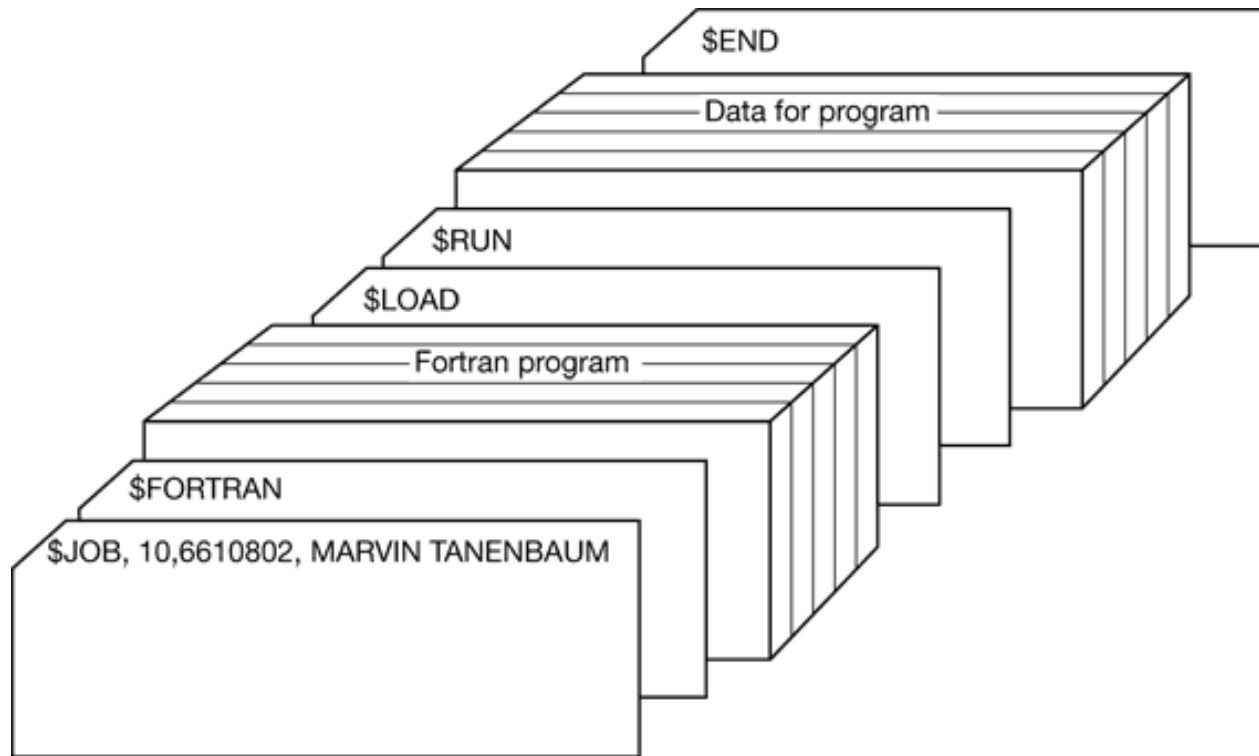 $END
Data for program
$RUN
$LOAD
Fortran program
$FORTRAN
$JOB, 10,6610802, MARVIN TANENBAUM